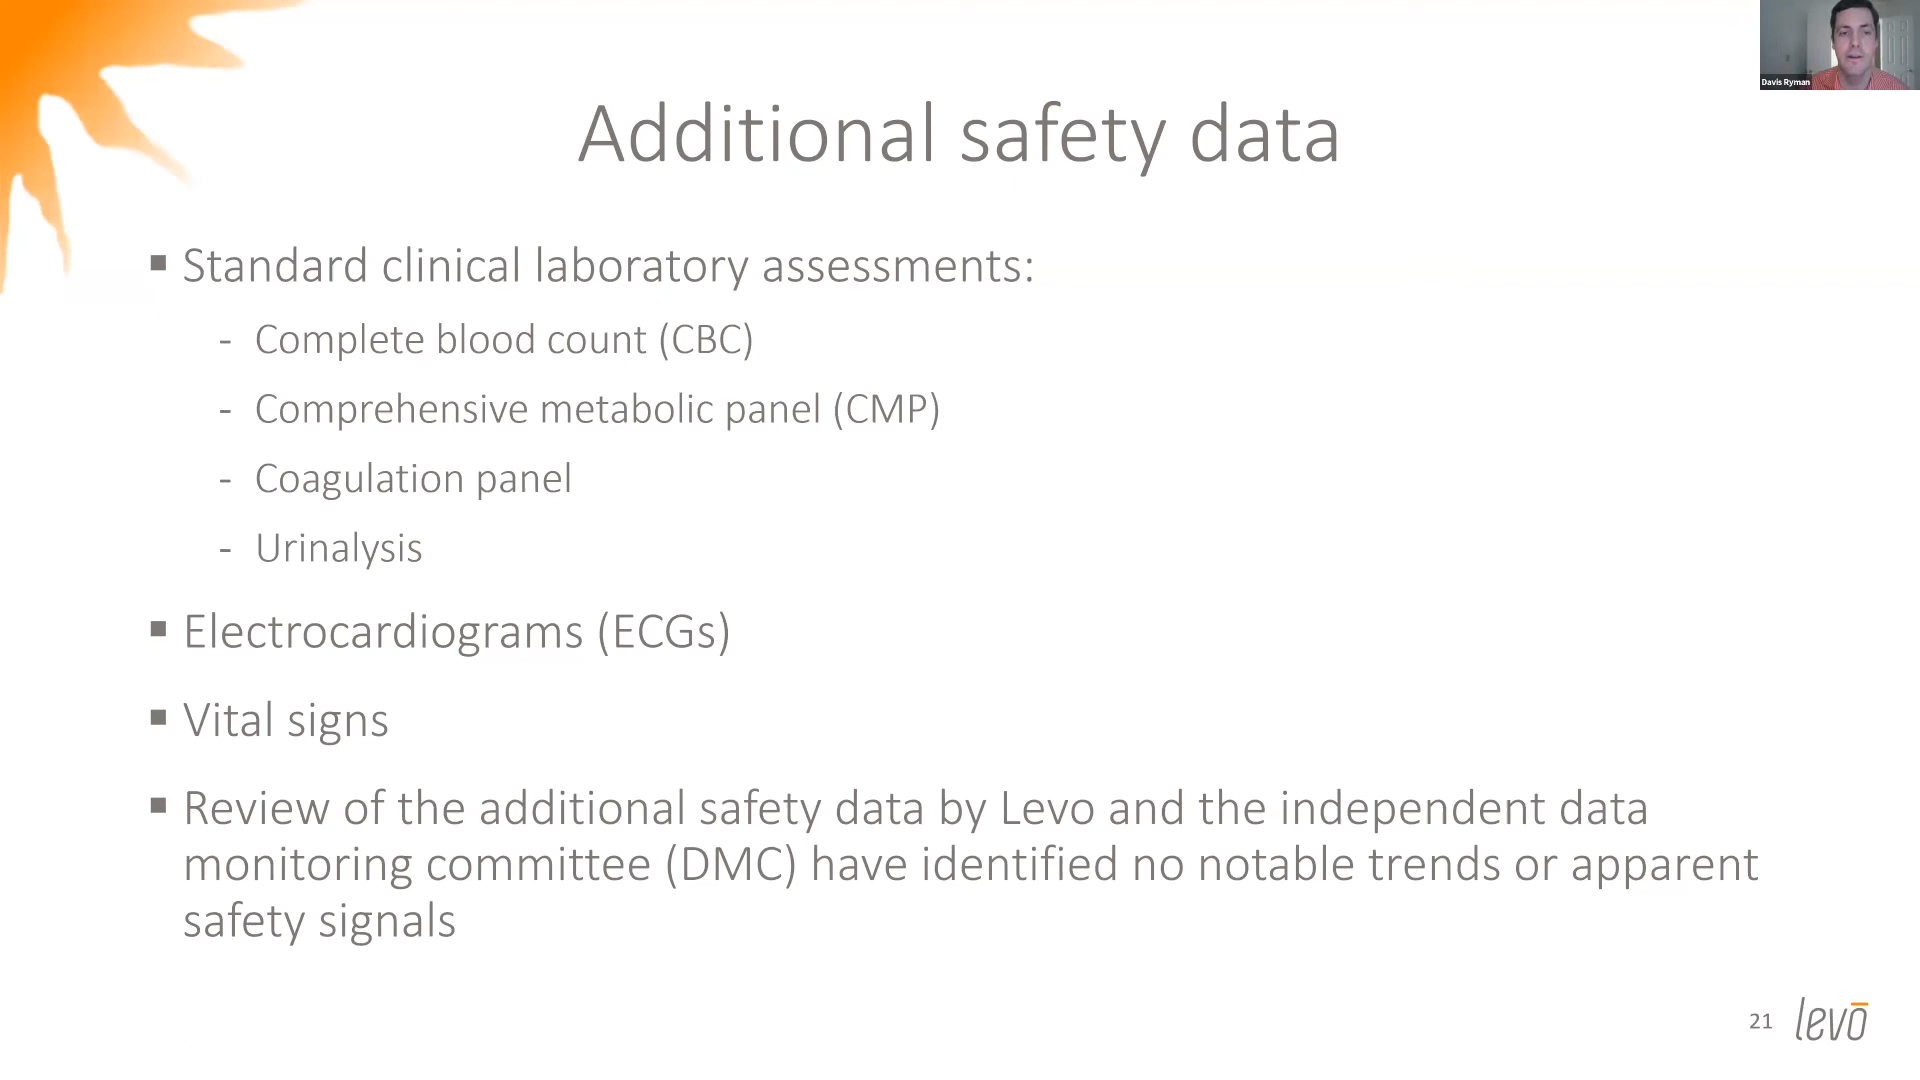 Davis Ryman
Additional safety data
▪ Standard clinical laboratory assessments:
- Complete blood count (CBC)
- Comprehensive metabolic panel (CMP)
- Coagulation panel
- Urinalysis
▪ Electrocardiograms (ECGs)
▪ Vital signs
▪ Review of the additional safety data by Levo and the independent data
monitoring committee (DMC) have identified no notable trends or apparent
safety signals
21 levō